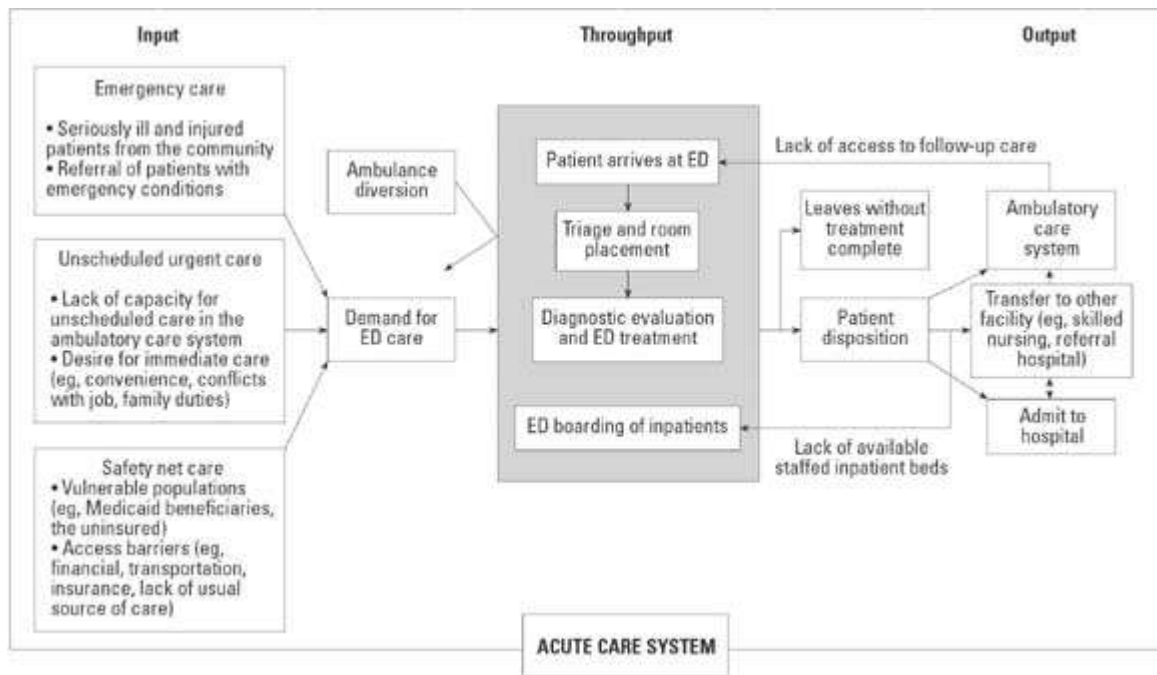 Input
Throughput
Output
Emergency care
• Seriously ill and injured
patients from the community
• Referral of patients with
emergency conditions
Unscheduled urgent care
• Lack of capacity for
unscheduled care in the
ambulatory care system
• Desire for immediate care
(eg, convenience, conflicts
with job, family duties)
Safety net care
• Vulnerable populations
(eg, Medicaid beneficiaries,
the uninsured)
• Access barriers (eg,
financial, transportation,
insurance, lack of usual
source of care)
Ambulance
diversion
Demand for
ED care
Patient arrives at ED
Triage and room
placement
Diagnostic evaluation
and ED treatment
ED boarding of inpatients
Lack of access to follow-up care
Leaves without
treatment
complete
Patient
disposition
Lack of available
staffed inpatient beds
Ambulatory
care
system
Transfer to other
facility (eg, skilled
nursing, referral
hospital)
Admit to
hospital
ACUTE CARE SYSTEM